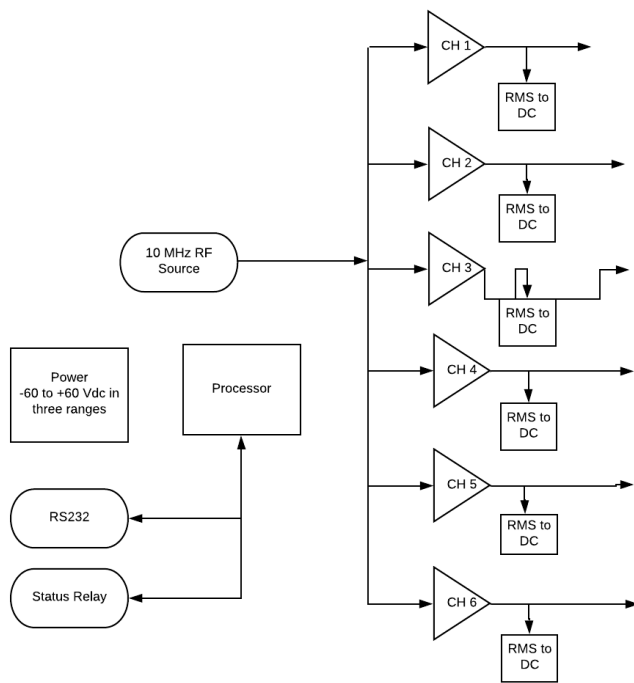 CH 1
RMS to
DC
CH 2
RMS to
DC
10 MHz RF
Source
CH 3
RMS to
DC
Power
-60 to +60 Vdc in
three ranges
Processor
CH 4
RMS to
DC
RS232
CH 5
RMS to
DC
Status Relay
CH 6
RMS to
DC